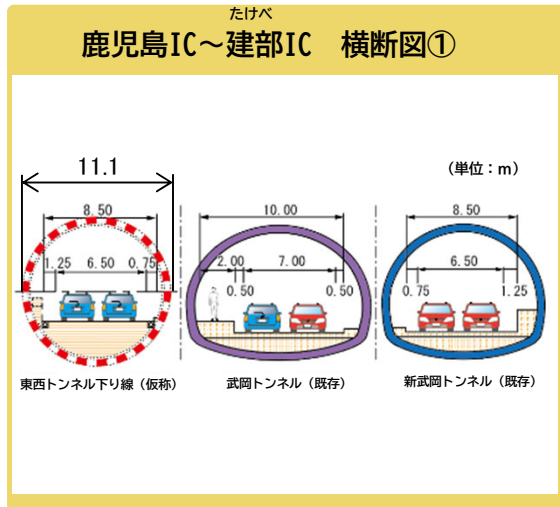 たけべ
鹿児島IC～建部IC 横断図①
(単位：m)
11.1
8.50
1.25 6.50 0.75
東西トンネル下り線（仮称）
10.00
2.00 7.00
0.50 0.50
武岡トンネル（既存）
8.50
6.50
0.75 1.25
新武岡トンネル（既存）